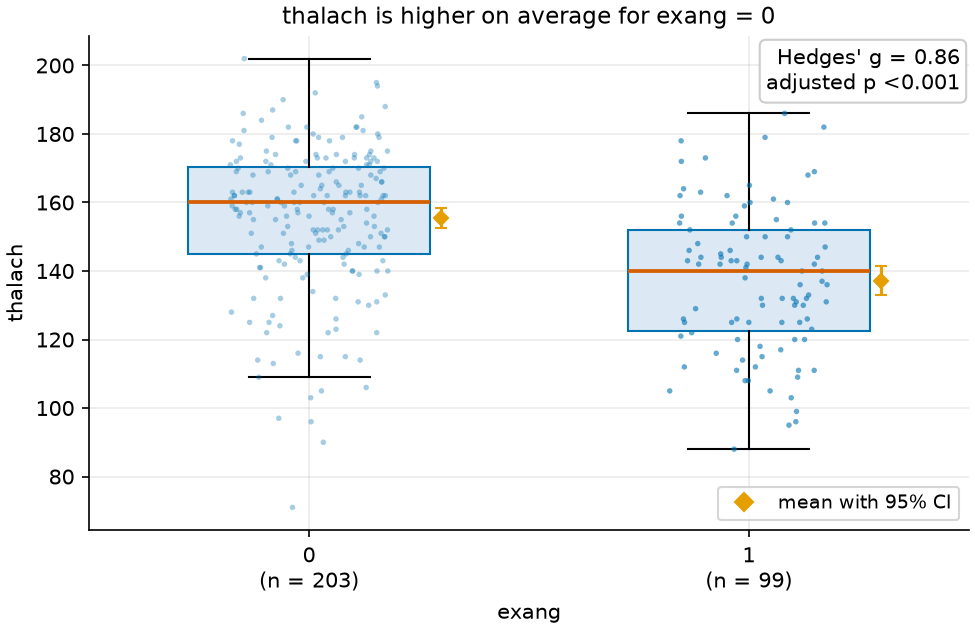 thalach is higher on average for exang = 0
Hedges' g = 0.86
adjusted p <0.001
thalach
200
180
160
140
120
100
80
mean with 95% CI
0
(n = 203)
1
(n = 99)
exang